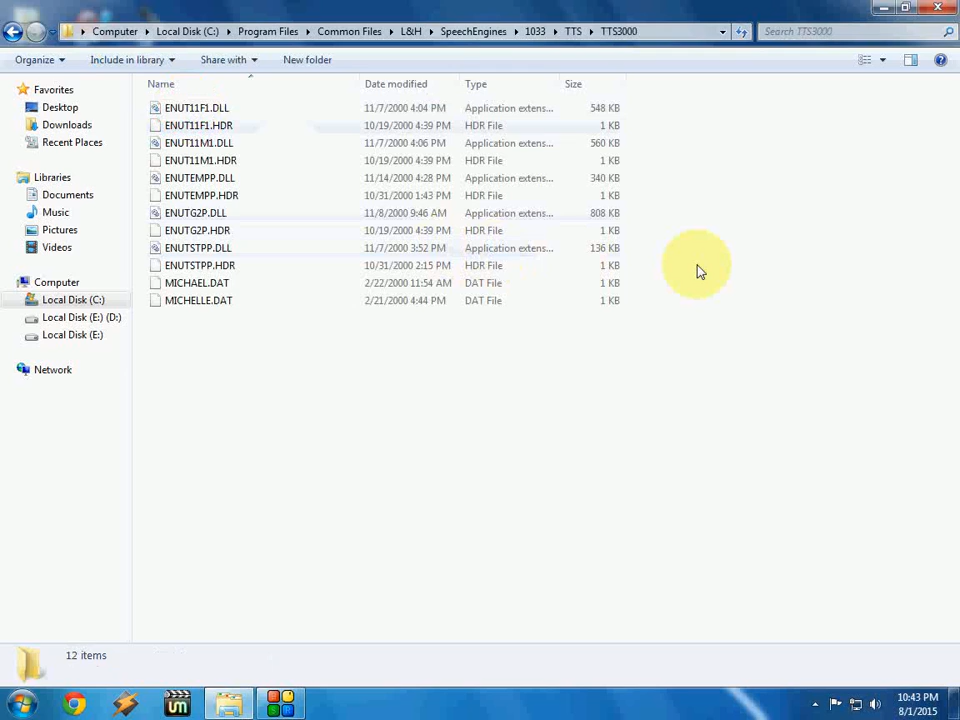 Computer Local Disk (C:) Program Files Common Files L&H SpeechEngines 1033 TTS TTS3000 Search TTS3000
Organize Include in library Share with New folder
Favorites
Desktop
Downloads
Recent Places
Libraries
Documents
Music
Pictures
Videos
Computer
Local Disk (C:)
Local Disk (E:) (D:)
Local Disk (E:)
Network
Name Date modified Type Size
ENUT11F1.DLL 11/7/2000 4:04 PM Application extens... 548 KB
ENUT11F1.HDR 10/19/2000 4:39 PM HDR File 1 KB
ENUT11M1.DLL 11/7/2000 4:06 PM Application extens... 560 KB
ENUT11M1.HDR 10/19/2000 4:39 PM HDR File 1 KB
ENUTEMPP.DLL 11/14/2000 4:28 PM Application extens... 340 KB
ENUTEMPP.HDR 10/31/2000 1:43 PM HDR File 1 KB
ENUTG2P.DLL 11/8/2000 9:46 AM Application extens... 808 KB
ENUTG2P.HDR 10/19/2000 4:39 PM HDR File 1 KB
ENUTSTPP.DLL 11/7/2000 3:52 PM Application extens... 136 KB
ENUTSTPP.HDR 10/31/2000 2:15 PM HDR File 1 KB
MICHAEL.DAT 2/22/2000 11:54 AM DAT File 1 KB
MICHELLE.DAT 2/21/2000 4:44 PM DAT File 1 KB
12 items
um
10:43 PM
8/1/2015